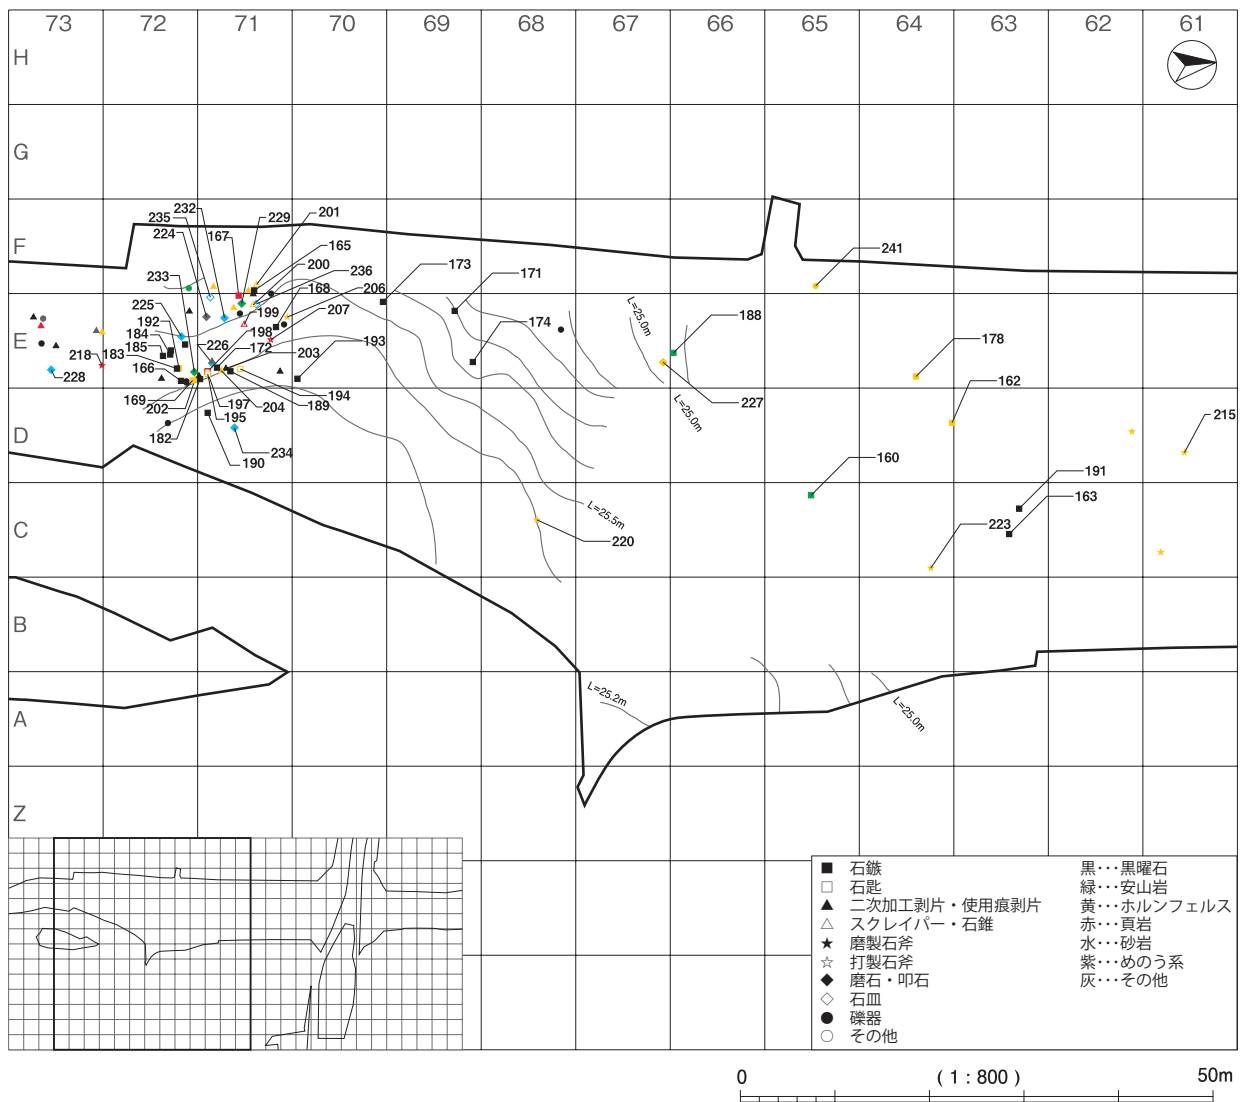 73 72 71 70 69 68 67 66 65 64 63 62 61
H
G
F
E
D
C
B
A
Z
232
235
224
167
229
201
165
200
236
233
225
192
184
185
183
218
166
228
169
202
182
226
199
198
172
168
206
207
203
193
194
189
204
197
195
190
234
173
171
174
241
188
178
227
162
215
160
191
163
223
220
L=25.0m
L=25.0m
L=25.5m
L=25.2m
L=25.0m
■ 石鏃 黒･･･黒曜石
□ 石匙 緑･･･安山岩
▲ 二次加工剥片・使用痕剥片 黄･･･ホルンフェルス
△ スクレイパー・石錐 赤･･･頁岩
★ 磨製石斧 水･･･砂岩
☆ 打製石斧 紫･･･めのう系
◆ 磨石・叩石 灰･･･その他
◇ 石皿
● 礫器
○ その他
0 (1：800) 50m